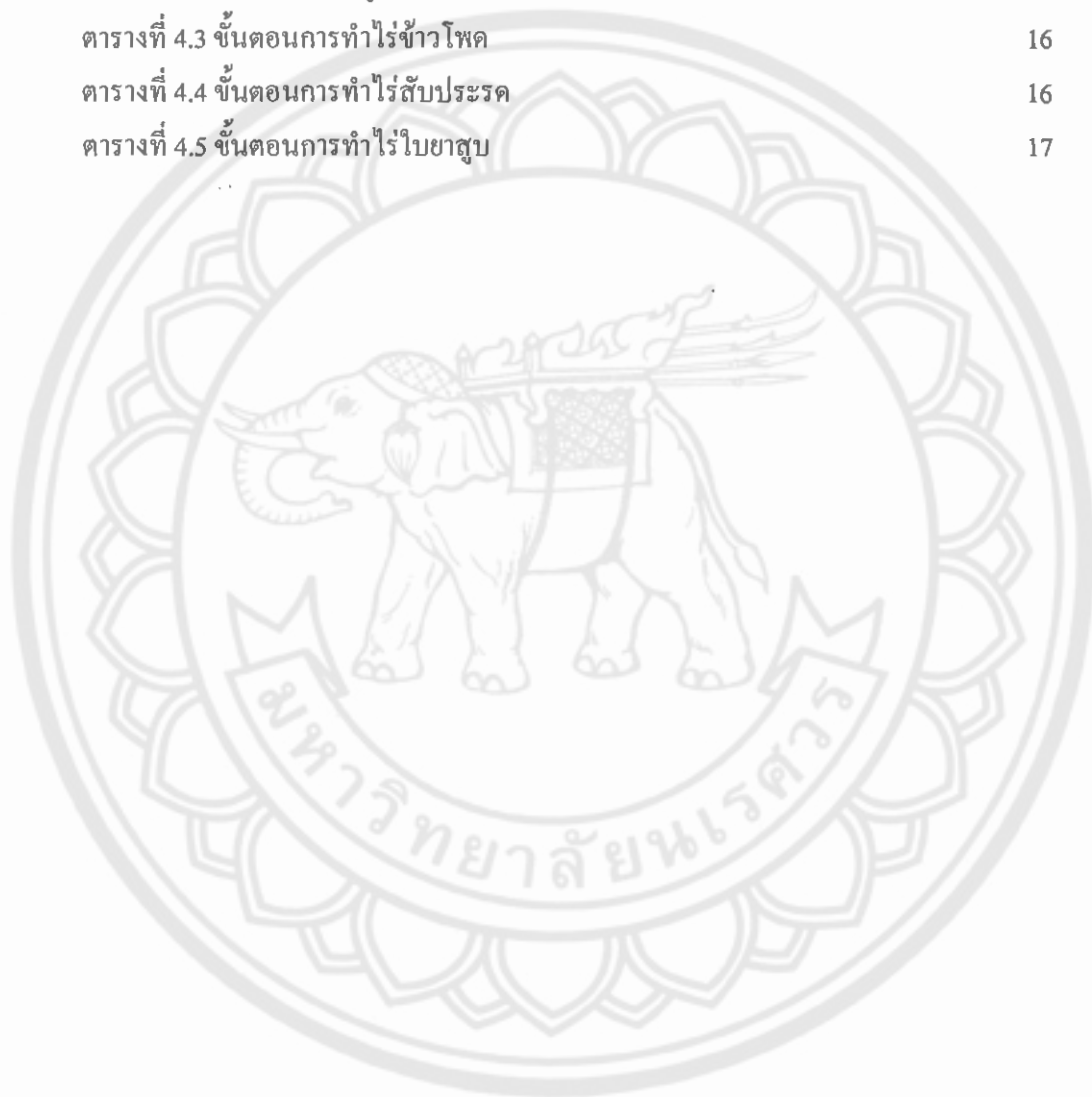 ตารางที่ 4.3 ขั้นตอนการทำไร่ข้าวโพด 16
ตารางที่ 4.4 ขั้นตอนการทำไร่สับประรด 16
ตารางที่ 4.5 ขั้นตอนการทำไร่ใบยาสูบ 17
มหาวิทยาลัยนเรศวร